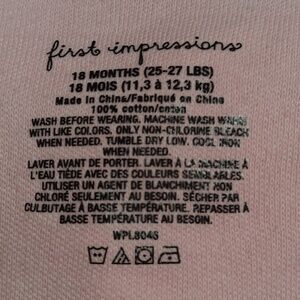 first impressions
18 MONTHS (25-27 LBS)
18 MOIS (11,3 à 12,3 kg)
Made in China/Fabriqué en Chine
100% cotton/coton
WASH BEFORE WEARING. MACHINE WASH WARM
WITH LIKE COLORS. ONLY NON-CHLORINE BLEACH
WHEN NEEDED. TUMBLE DRY LOW. COOL IRON
WHEN NEEDED.
LAVER AVANT DE PORTER. LAVER À LA MACHINE À
L'EAU TIÈDE AVEC DES COULEURS SEMBLABLES.
UTILISER UN AGENT DE BLANCHIMENT NON
CHLORÉ SEULEMENT AU BESOIN. SÉCHER PAR
CULBUTAGE À BASSE TEMPÉRATURE. REPASSER À
BASSE TEMPÉRATURE AU BESOIN.
WPL8046